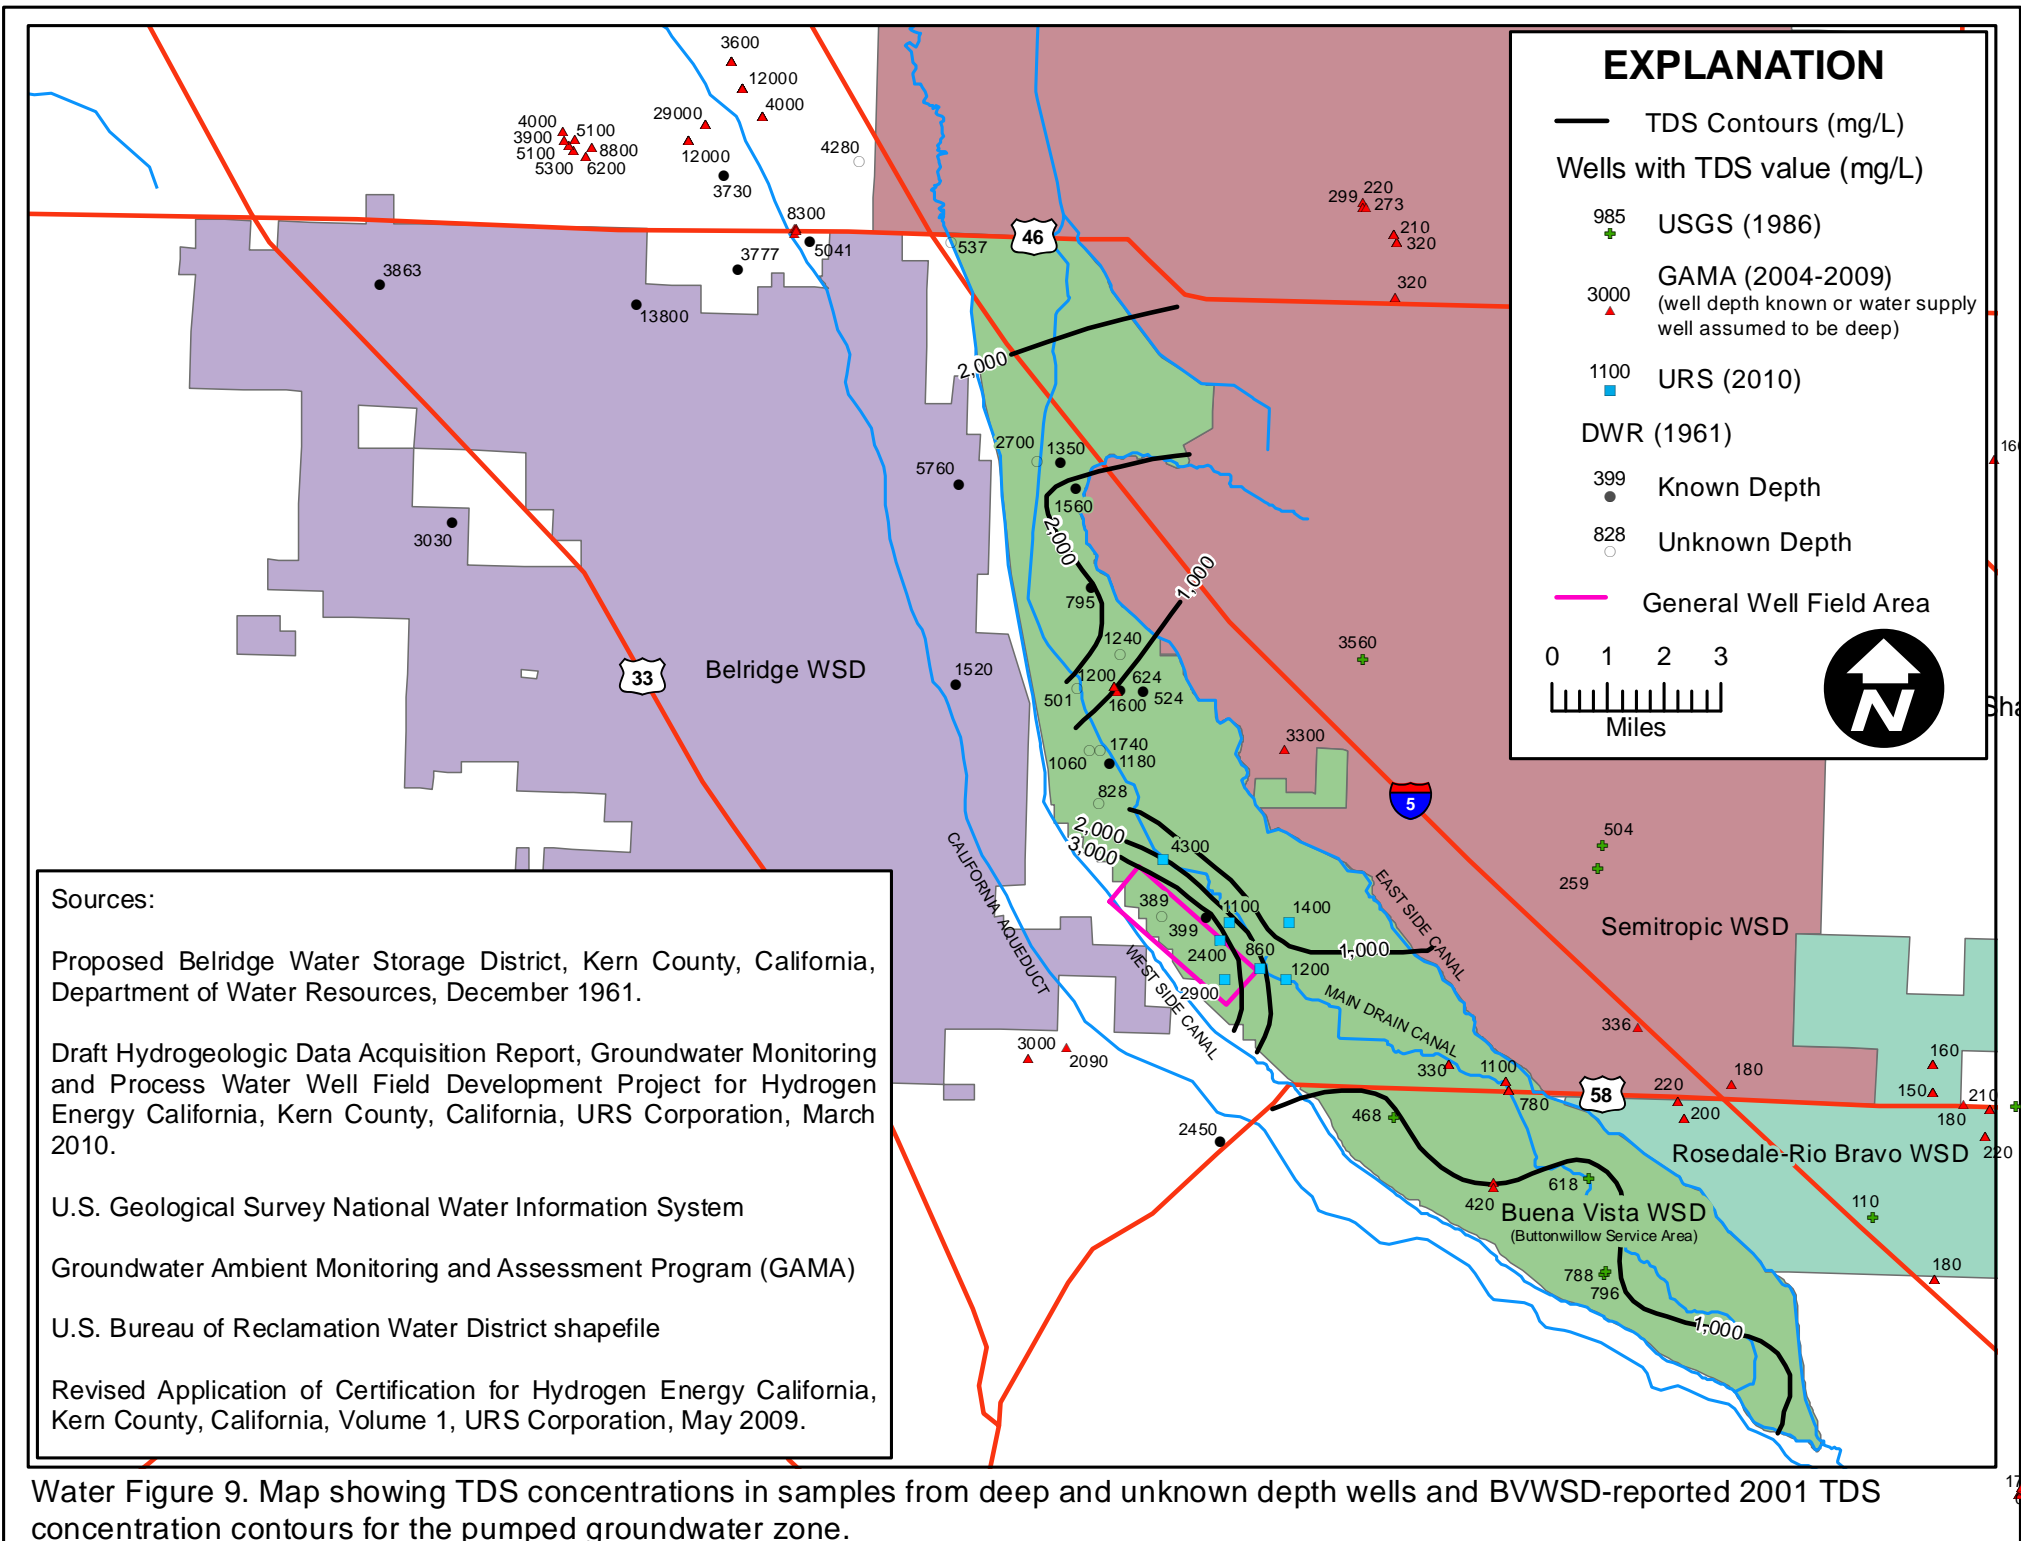 3600
12000
4000
29000
12000
4000
3900
5100
5100
8800
5300
6200
4280
3730
8300
5041
3777
3863
13800
537
46
299
220
273
210
320
320
2,000
2700
1350
1560
5760
3030
2,000
795
1,000
1240
1200
624
501
1600
524
3560
1520
Belridge WSD
33
3300
1740
1060
1180
828
5
2,000
3,000
4300
504
259
389
399
1100
1400
2400
860
1,000
1200
2900
CALIFORNIA AQUEDUCT
WEST SIDE CANAL
EAST SIDE CANAL
MAIN DRAIN CANAL
Semitropic WSD
336
3000
2090
330
1100
780
58
220
180
200
160
150
210
180
220
2450
468
Rosedale-Rio Bravo WSD
420
618
Buena Vista WSD
(Buttonwillow Service Area)
110
788
796
180
1,000
EXPLANATION
TDS Contours (mg/L)
Wells with TDS value (mg/L)
985
USGS (1986)
GAMA (2004-2009)
3000
(well depth known or water supply
well assumed to be deep)
1100
URS (2010)
DWR (1961)
399
Known Depth
828
Unknown Depth
General Well Field Area
0 1 2 3
Miles
N
Sources:
Proposed Belridge Water Storage District, Kern County, California,
Department of Water Resources, December 1961.
Draft Hydrogeologic Data Acquisition Report, Groundwater Monitoring
and Process Water Well Field Development Project for Hydrogen
Energy California, Kern County, California, URS Corporation, March
2010.
U.S. Geological Survey National Water Information System
Groundwater Ambient Monitoring and Assessment Program (GAMA)
U.S. Bureau of Reclamation Water District shapefile
Revised Application of Certification for Hydrogen Energy California,
Kern County, California, Volume 1, URS Corporation, May 2009.
Water Figure 9. Map showing TDS concentrations in samples from deep and unknown depth wells and BVWSD-reported 2001 TDS
concentration contours for the pumped groundwater zone.